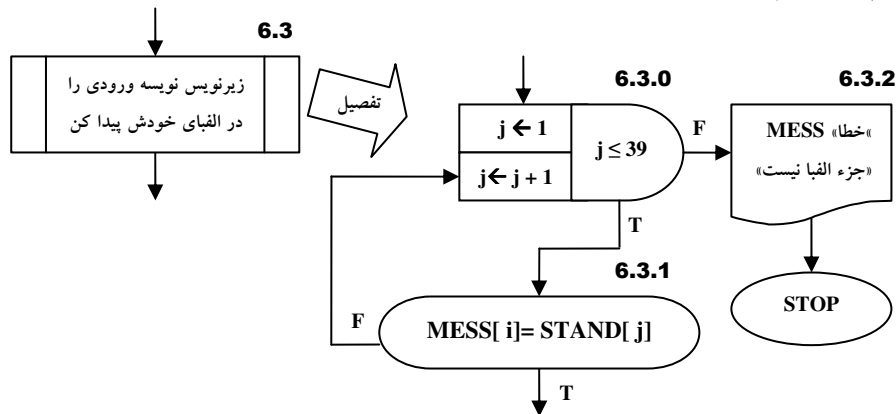 6.3
زیرنویس نویسه ورودی را
در الفبای خودش پیدا کن
تفصیل
6.3.0
j ← 1
j← j + 1
j ≤ 39
F
T
6.3.2
»خطا« MESS
«جزء الفبا نیست»
STOP
6.3.1
F
MESS[ i]= STAND[ j]
T